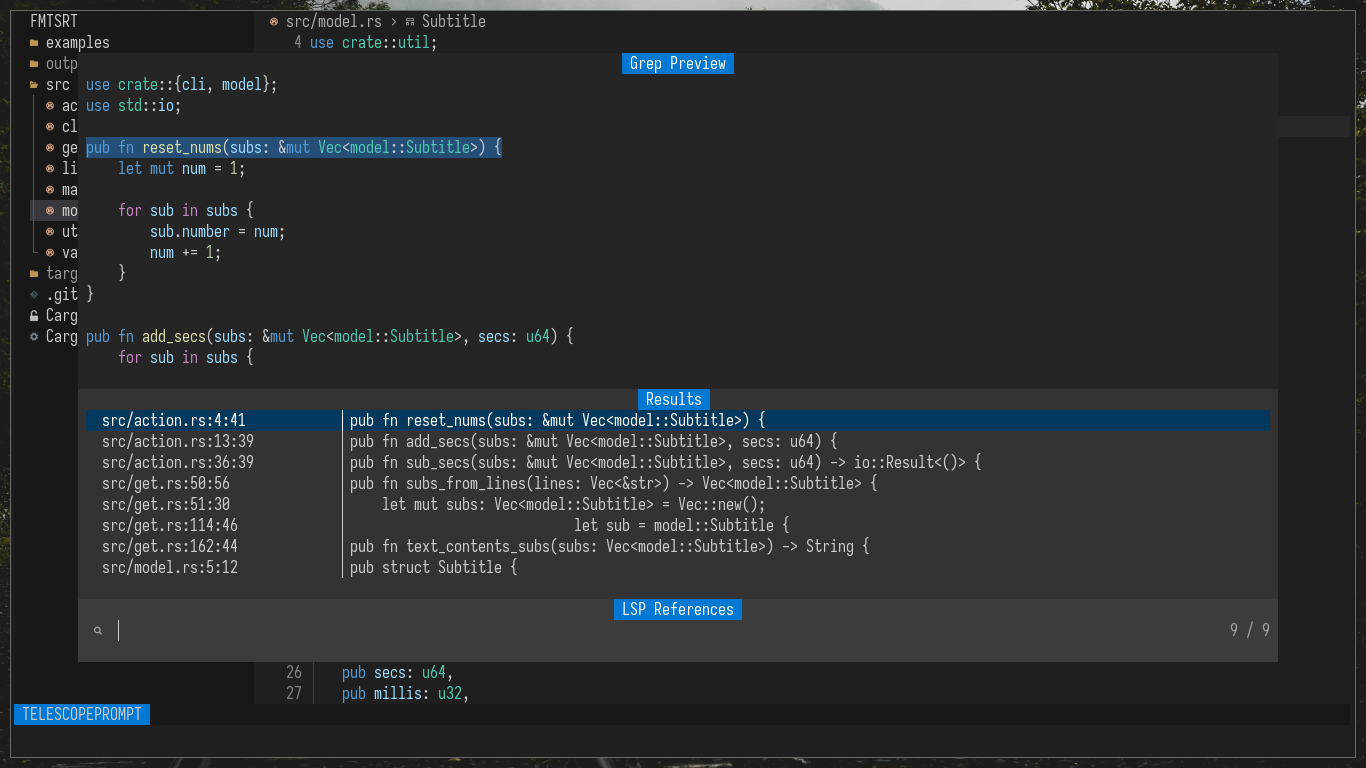 FMTSRT
examples
outp
src
ac
cl
ge
li
ma
mo
ut
va
targ
.git
Carg
Carg
src/model.rs > Subtitle
4 use crate::util;
Grep Preview
use crate::{cli, model};
use std::io;
pub fn reset_nums(subs: &mut Vec<model::Subtitle>) {
let mut num = 1;
for sub in subs {
sub.number = num;
num += 1;
}
}
pub fn add_secs(subs: &mut Vec<model::Subtitle>, secs: u64) {
for sub in subs {
Results
src/action.rs:4:41 pub fn reset_nums(subs: &mut Vec<model::Subtitle>) {
src/action.rs:13:39 pub fn add_secs(subs: &mut Vec<model::Subtitle>, secs: u64) {
src/action.rs:36:39 pub fn sub_secs(subs: &mut Vec<model::Subtitle>, secs: u64) -> io::Result<()> {
src/get.rs:50:56 pub fn subs_from_lines(lines: Vec<&str>) -> Vec<model::Subtitle> {
src/get.rs:51:30 let mut subs: Vec<model::Subtitle> = Vec::new();
src/get.rs:114:46 let sub = model::Subtitle {
src/get.rs:162:44 pub fn text_contents_subs(subs: Vec<model::Subtitle>) -> String {
src/model.rs:5:12 pub struct Subtitle {
LSP References
9 / 9
26 pub secs: u64,
27 pub millis: u32,
TELESCOPEPROMPT